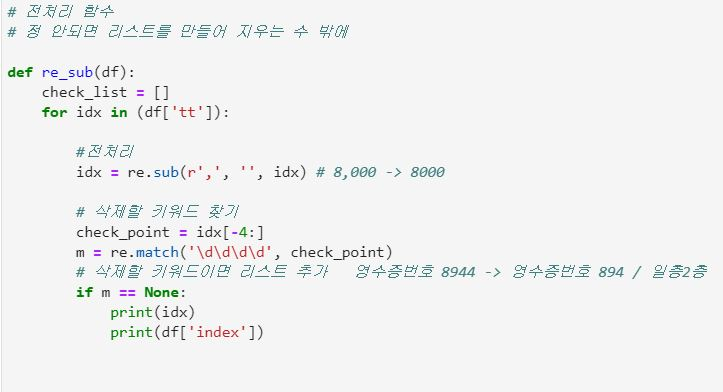 # 전처리 함수
# 정 안되면 리스트를 만들어 지우는 수 밖에
def re_sub(df):
    check_list = []
    for idx in (df['tt']):
        #전처리
        idx = re.sub(r',', '', idx) # 8,000 -> 8000
        # 삭제할 키워드 찾기
        check_point = idx[-4:]
        m = re.match('\d\d\d\d', check_point)
        # 삭제할 키워드이면 리스트 추가   영수증번호 8944 -> 영수증번호 894 / 일층2층
        if m == None:
            print(idx)
            print(df['index'])